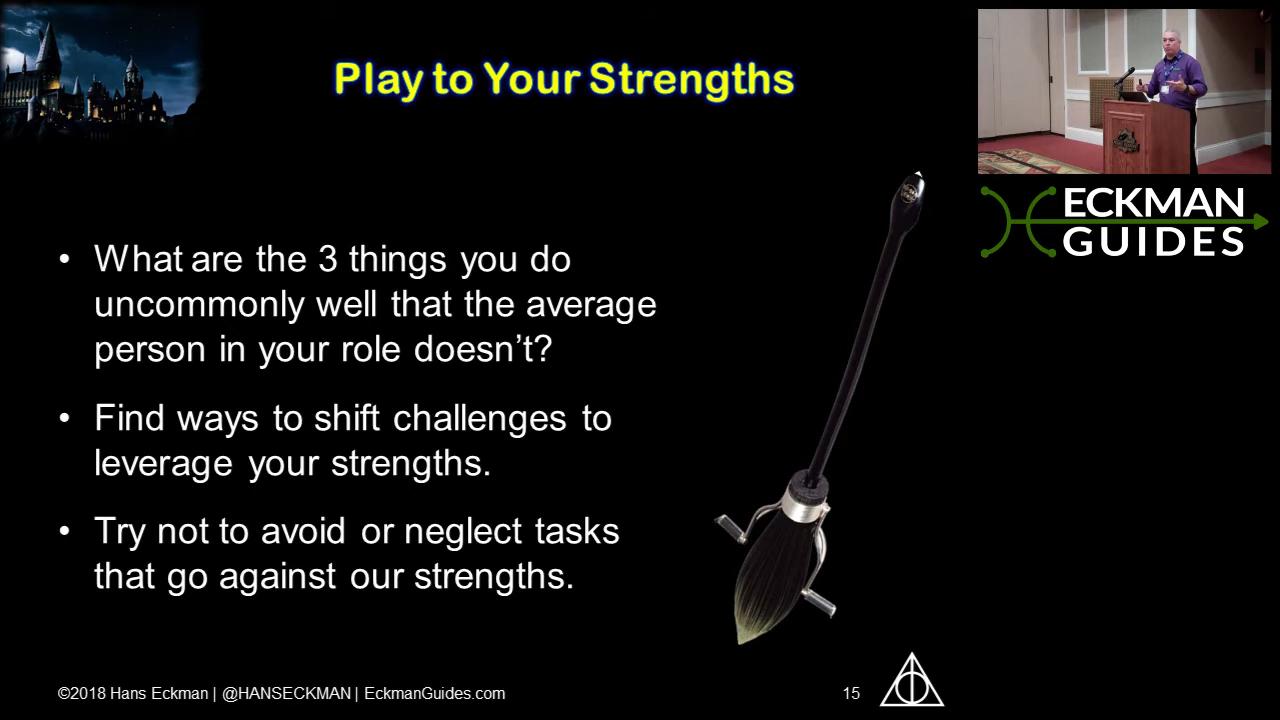 Play to Your Strengths
ECKMAN
GUIDES
• What are the 3 things you do
uncommonly well that the average
person in your role doesn't?
• Find ways to shift challenges to
leverage your strengths.
• Try not to avoid or neglect tasks
that go against our strengths.
©2018 Hans Eckman | @HANSECKMAN | EckmanGuides.com
15